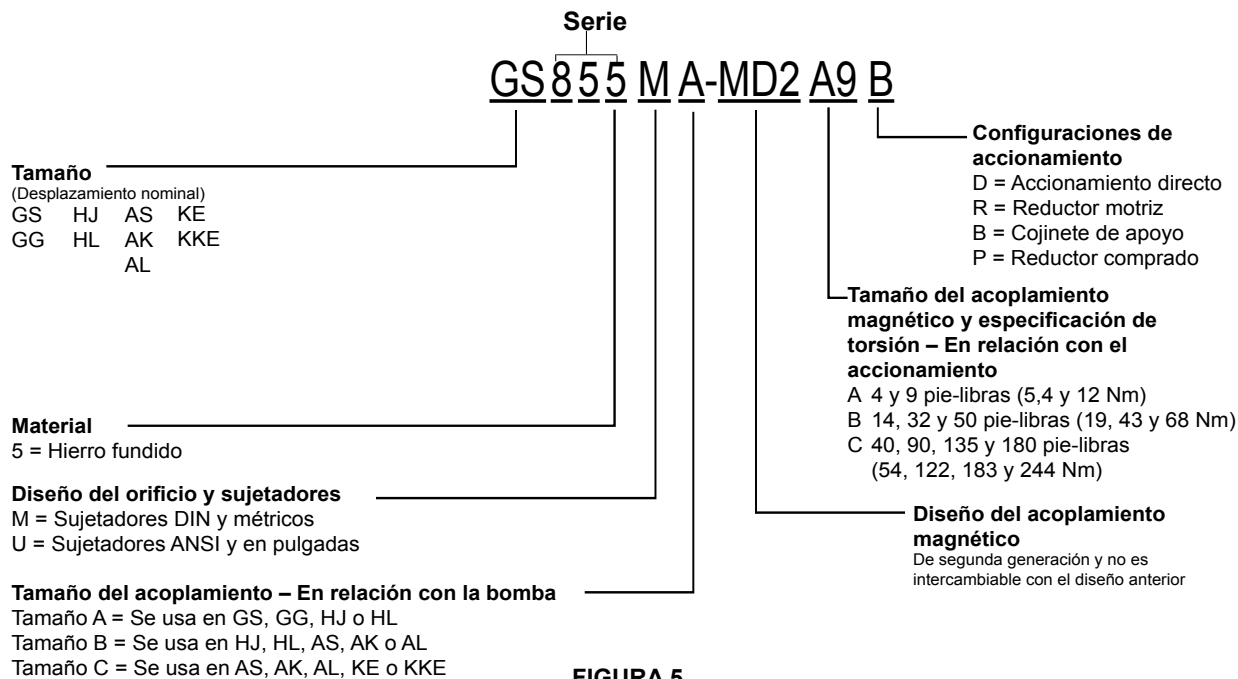 Serie
GS855MA-MD2 A9 B
Tamaño
(Desplazamiento nominal)
GS HJ AS KE
GG HL AK KKE
AL
Material
5 = Hierro fundido
Diseño del orificio y sujetadores
M = Sujetadores DIN y métricos
U = Sujetadores ANSI y en pulgadas
Tamaño del acoplamiento – En relación con la bomba
Tamaño A = Se usa en GS, GG, HJ o HL
Tamaño B = Se usa en HJ, HL, AS, AK o AL
Tamaño C = Se usa en AS, AK, AL, KE o KKE
Configuraciones de
accionamiento
D = Accionamiento directo
R = Reductor motriz
B = Cojinete de apoyo
P = Reductor comprado
Tamaño del acoplamiento
magnético y especificación de
torsión – En relación con el
accionamiento
A 4 y 9 pie-libras (5,4 y 12 Nm)
B 14, 32 y 50 pie-libras (19, 43 y 68 Nm)
C 40, 90, 135 y 180 pie-libras
(54, 122, 183 y 244 Nm)
Diseño del acoplamiento
magnético
De segunda generación y no es
intercambiable con el diseño anterior
FIGURA 5